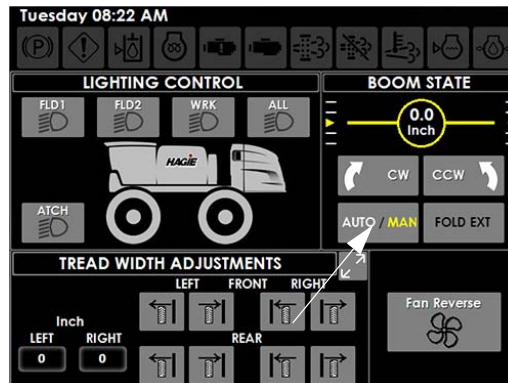 Tuesday 08:22 AM
LIGHTING CONTROL
FLD1 FLD2 WRK ALL
HAGIE
ATCH
BOOM STATE
0.0
Inch
CW CCW
AUTO / MAN FOLD EXT
TREAD WIDTH ADJUSTMENTS
LEFT FRONT RIGHT
Inch
LEFT RIGHT
0 0
REAR
Fan Reverse